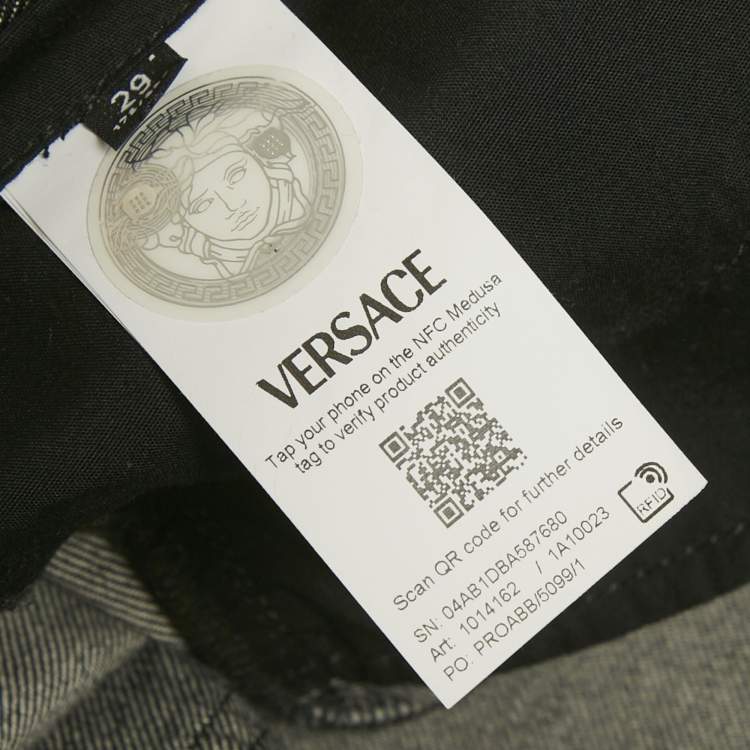 29
VERSACE
Tap your phone on the NFC Medusa
tag to verify product authenticity
Scan QR code for further details
SN: 04AB1DBA587680
Art: 1014162 / 1A10023
PO: PROABB/5099/1
RFID